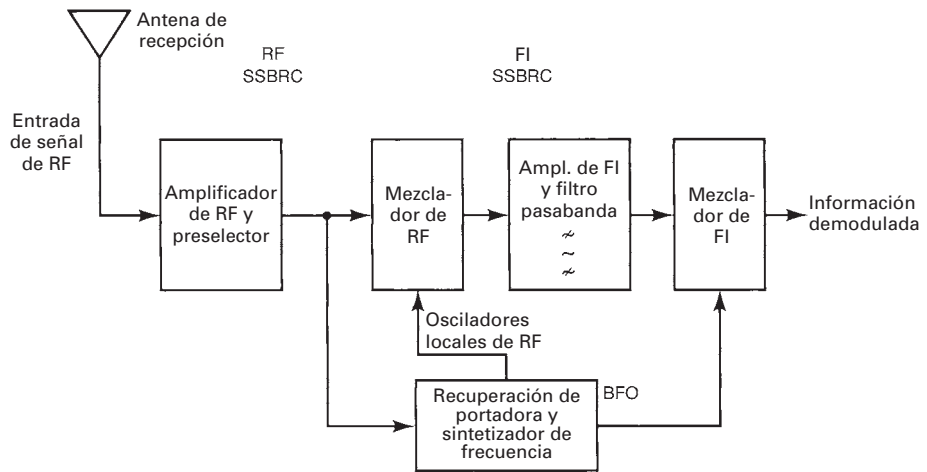 Antena de
recepción
RF
SSBRC
FI
SSBRC
Entrada
de señal
de RF
Amplificador
de RF y
preselector
Mezcla-
dor de
RF
Ampl. de FI
y filtro
pasabanda
Mezcla-
dor de
FI
Información
demodulada
Osciladores
locales de RF
Recuperación de
portadora y
sintetizador de
frecuencia
BFO